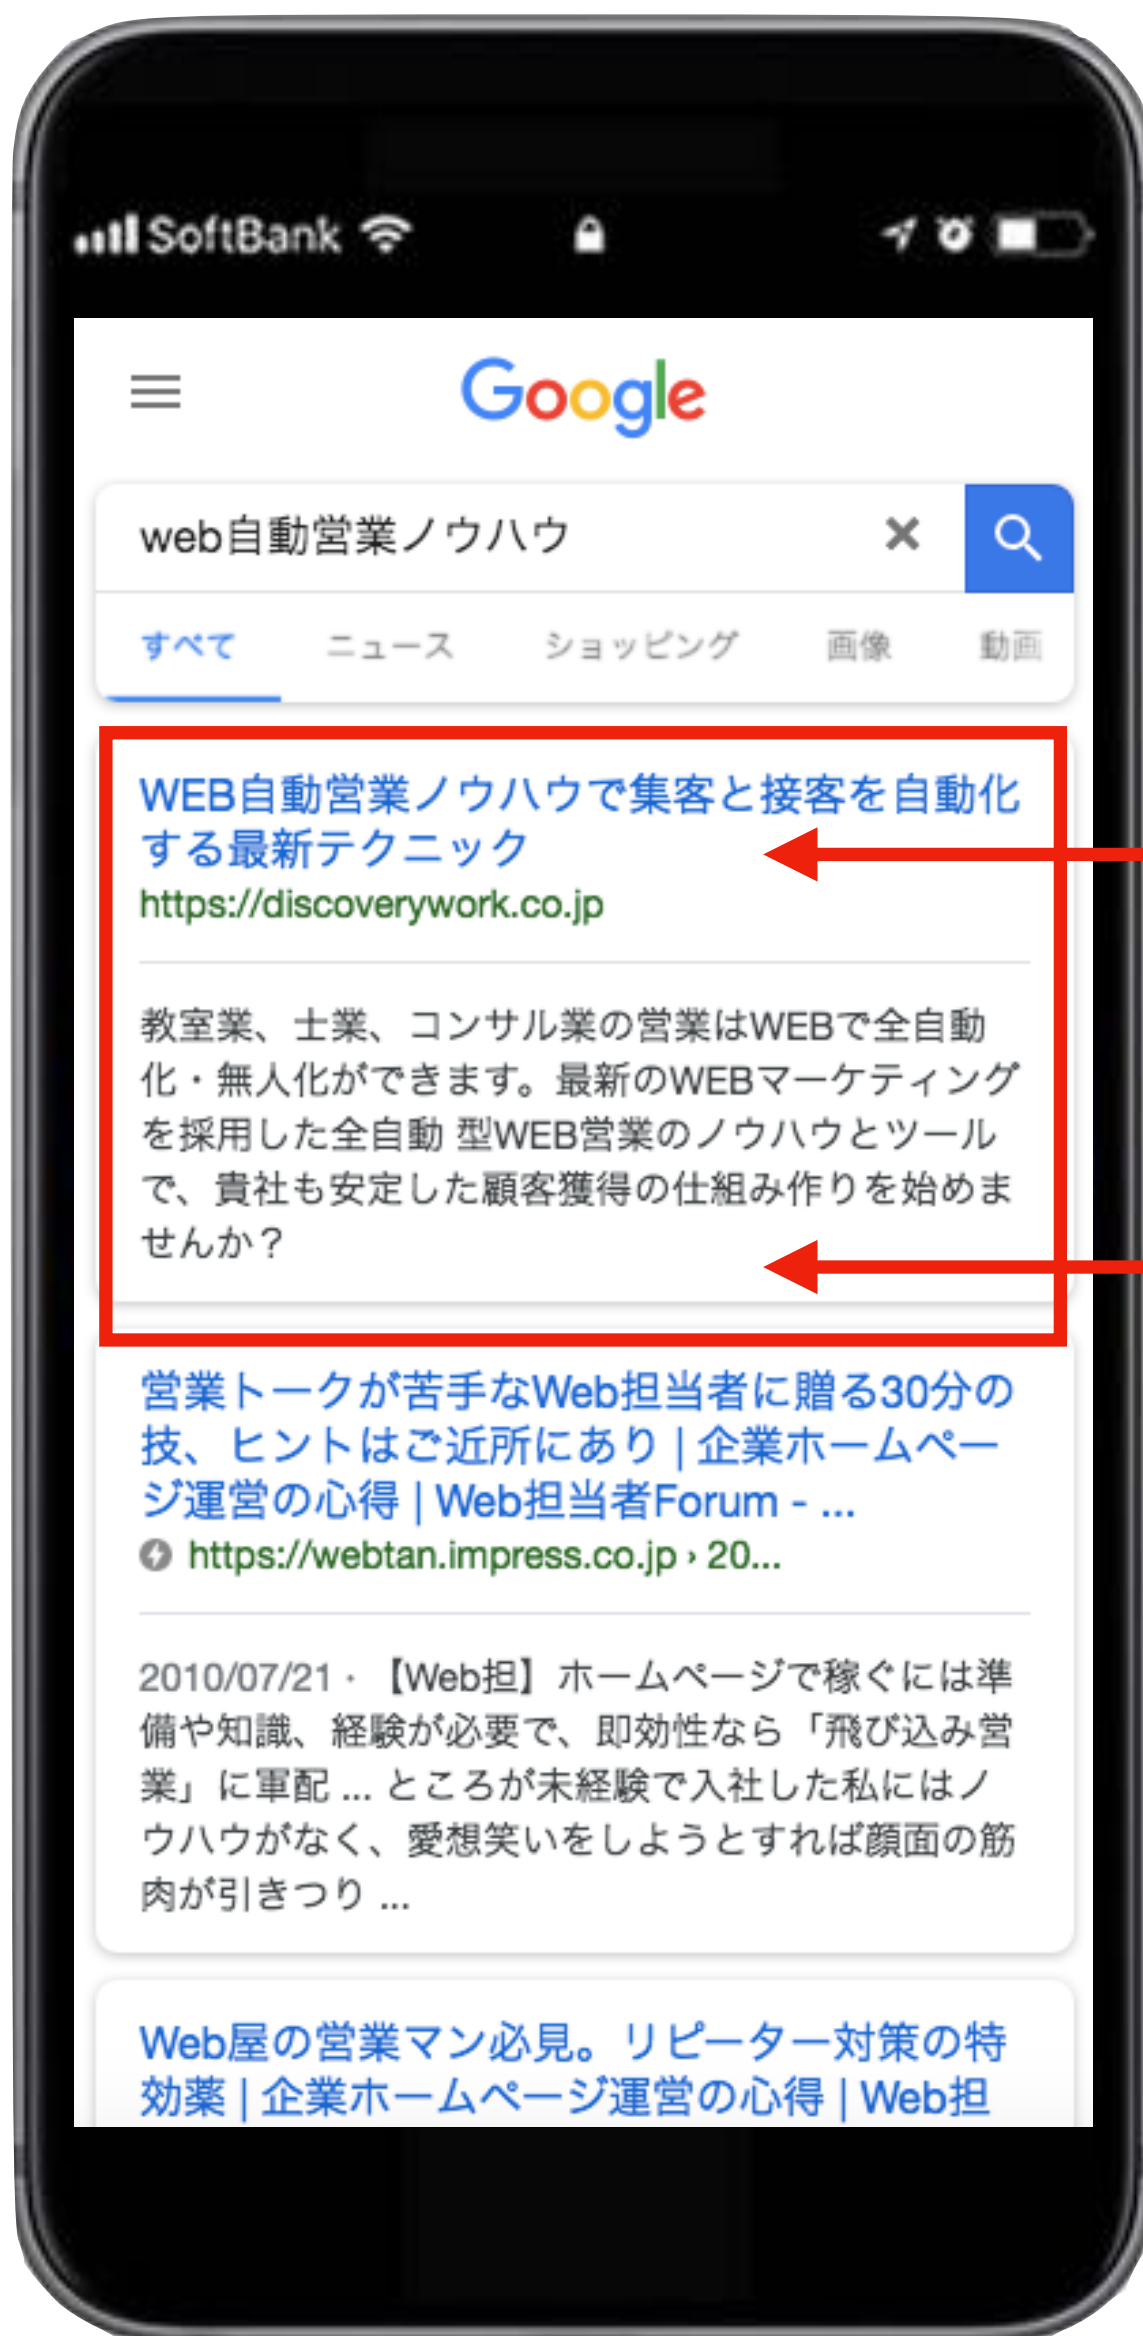 SoftBank
Google
web自動営業ノウハウ
すべて ニュース ショッピング 画像 動画
WEB自動営業ノウハウで集客と接客を自動化
する最新テクニック
https://discoverywork.co.jp
教室業、士業、コンサル業の営業はWEBで全自動
化・無人化ができます。最新のWEBマーケティング
を採用した全自動 型WEB営業のノウハウとツール
で、貴社も安定した顧客獲得の仕組み作りを始めま
せんか？
営業トークが苦手なWeb担当者に贈る30分の
技、ヒントはご近所にあり | 企業ホームペー
ジ運営の心得 | Web担当者Forum - ...
https://webtan.impress.co.jp › 20...
2010/07/21 · 【Web担】ホームページで稼ぐには準
備や知識、経験が必要で、即効性なら「飛び込み営
業」に軍配 ... ところが未経験で入社した私にはノ
ウハウがなく、愛想笑いをしようとすれば顔面の筋
肉が引きつり ...
Web屋の営業マン必見。リピーター対策の特
効薬 | 企業ホームページ運営の心得 | Web担